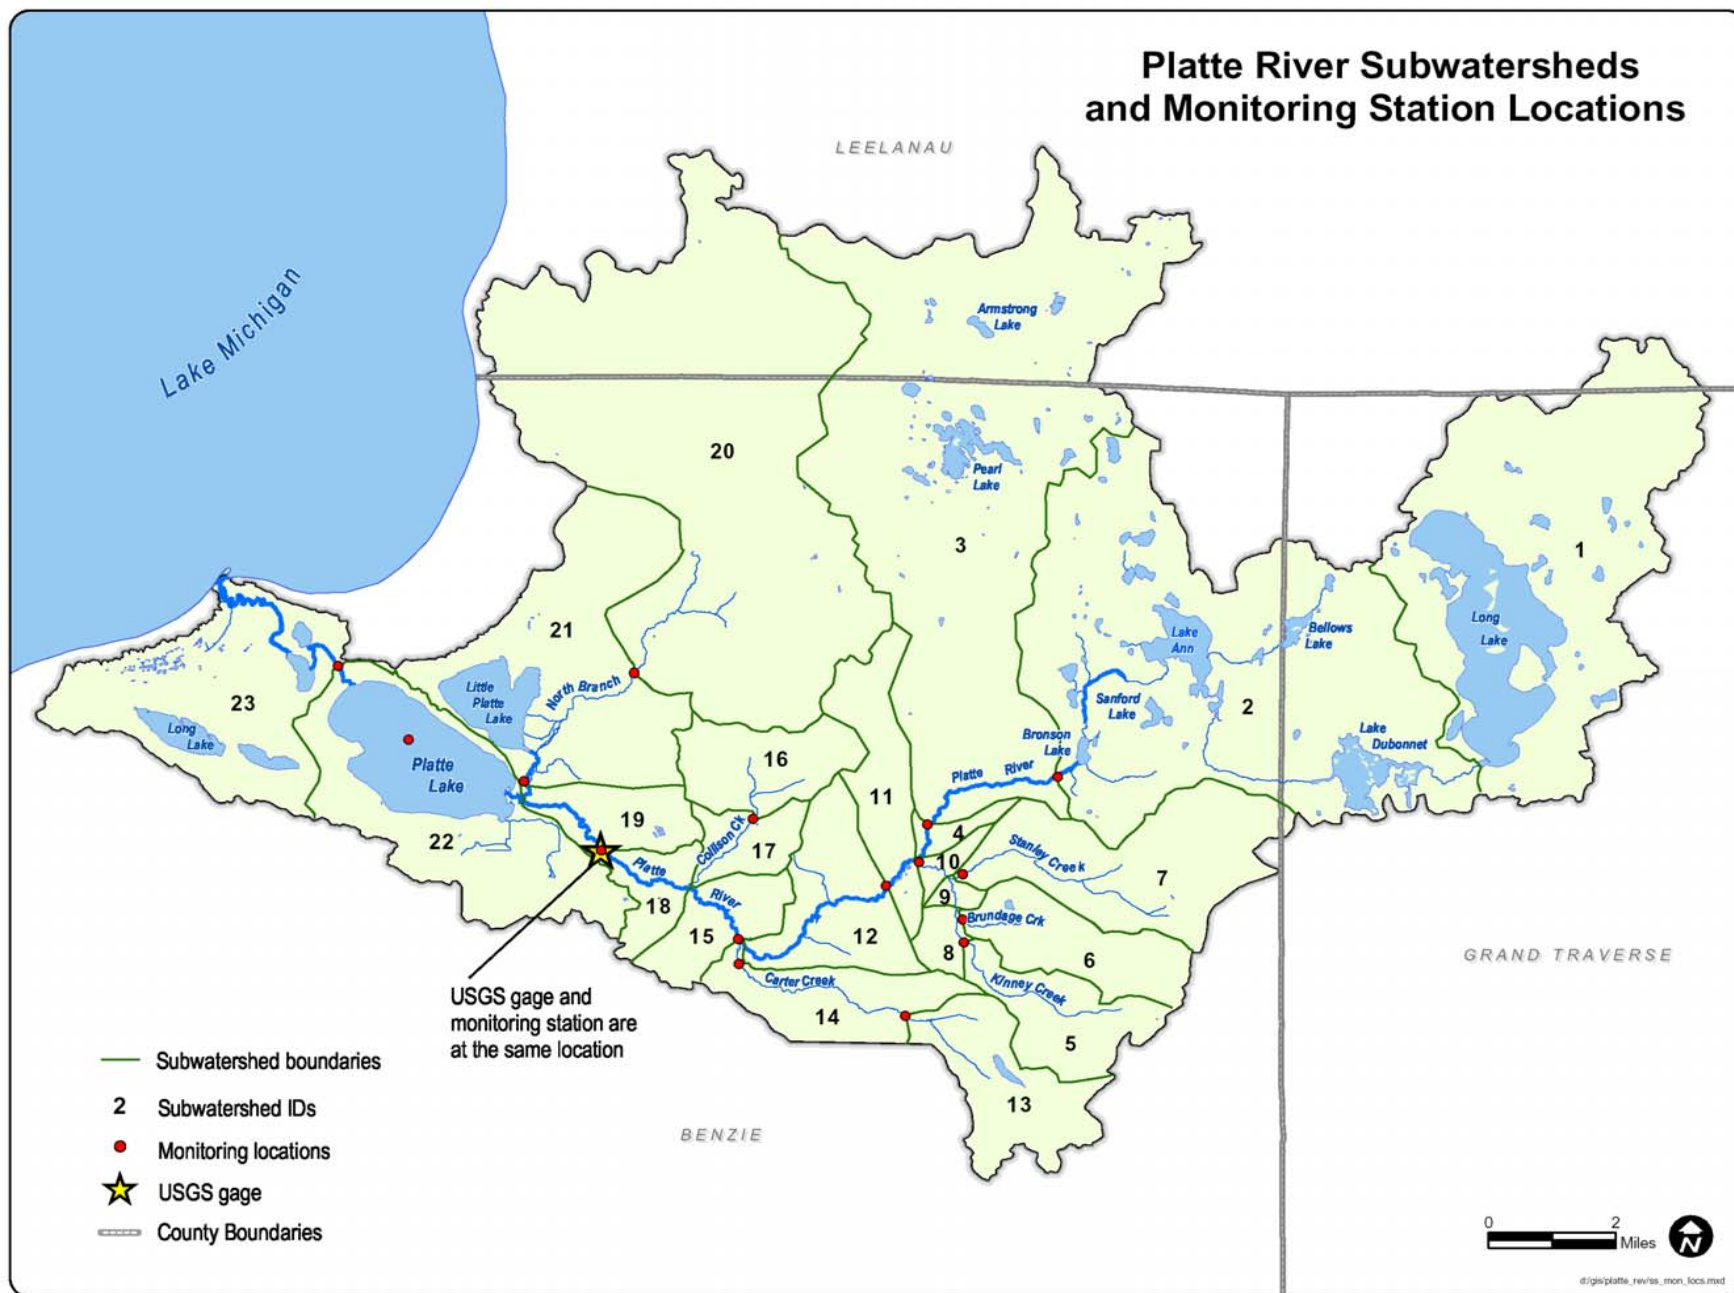 Platte River Subwatersheds
and Monitoring Station Locations
LEELANAU
Lake Michigan
Armstrong
Lake
20
Pearl
Lake
3
1
Long
Lake
21
Lake
Ann
Bellows
Lake
Little
Platte
Lake
North Branch
23
Sanford
Lake
2
Long
Lake
Bronson
Lake
Lake
Dubonnet
Platte
Lake
16
Platte River
11
19
4
22
Collison Ck
17
10
Stanley Creek
7
Platte
River
9
18
Brundage Crk
15
12
8
6
GRAND TRAVERSE
Carter Creek
Kinney Creek
14
5
USGS gage and
monitoring station are
at the same location
13
BENZIE
Subwatershed boundaries
2 Subwatershed IDs
Monitoring locations
USGS gage
County Boundaries
0 2
Miles
N
d:/gis/platte_rev/ss_mon_locs.mxd